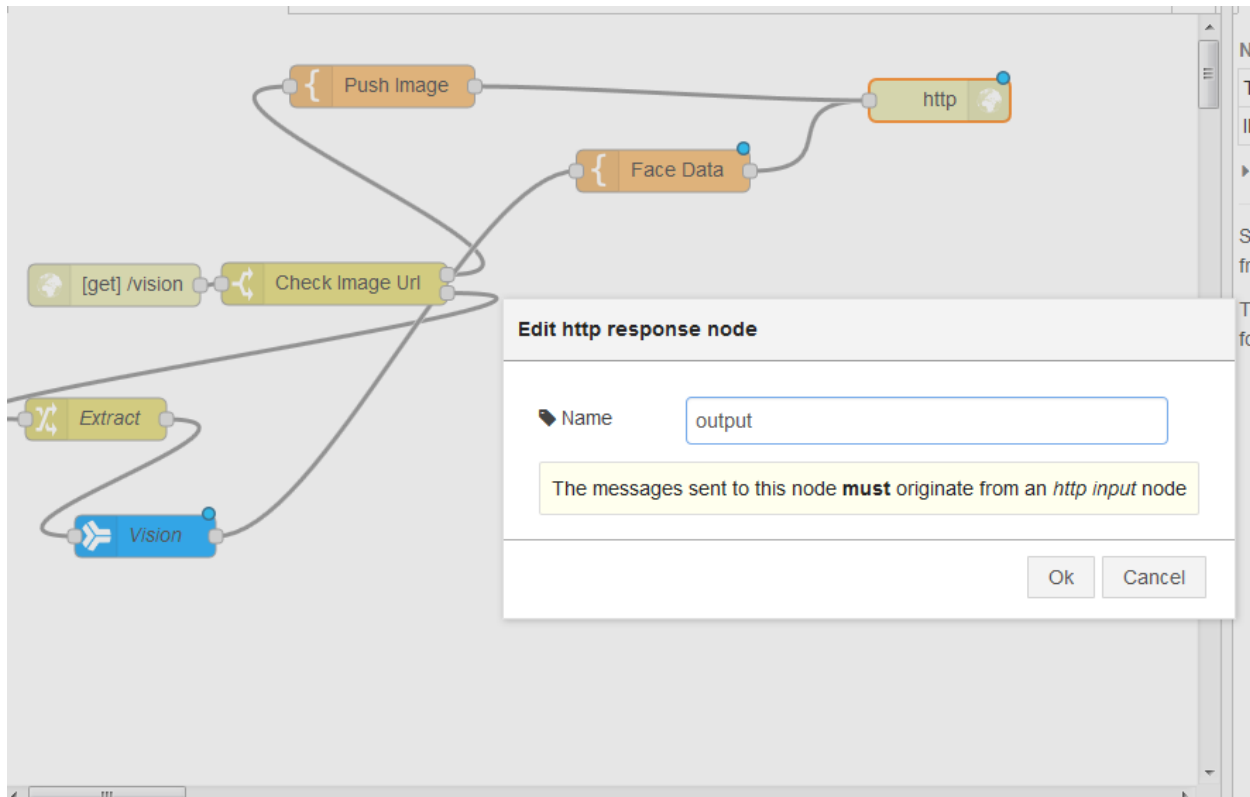 Push Image
http
Face Data
[get] /vision
Check Image Url
Edit http response node
Name
output
Extract
The messages sent to this node must originate from an http input node
Vision
Ok
Cancel